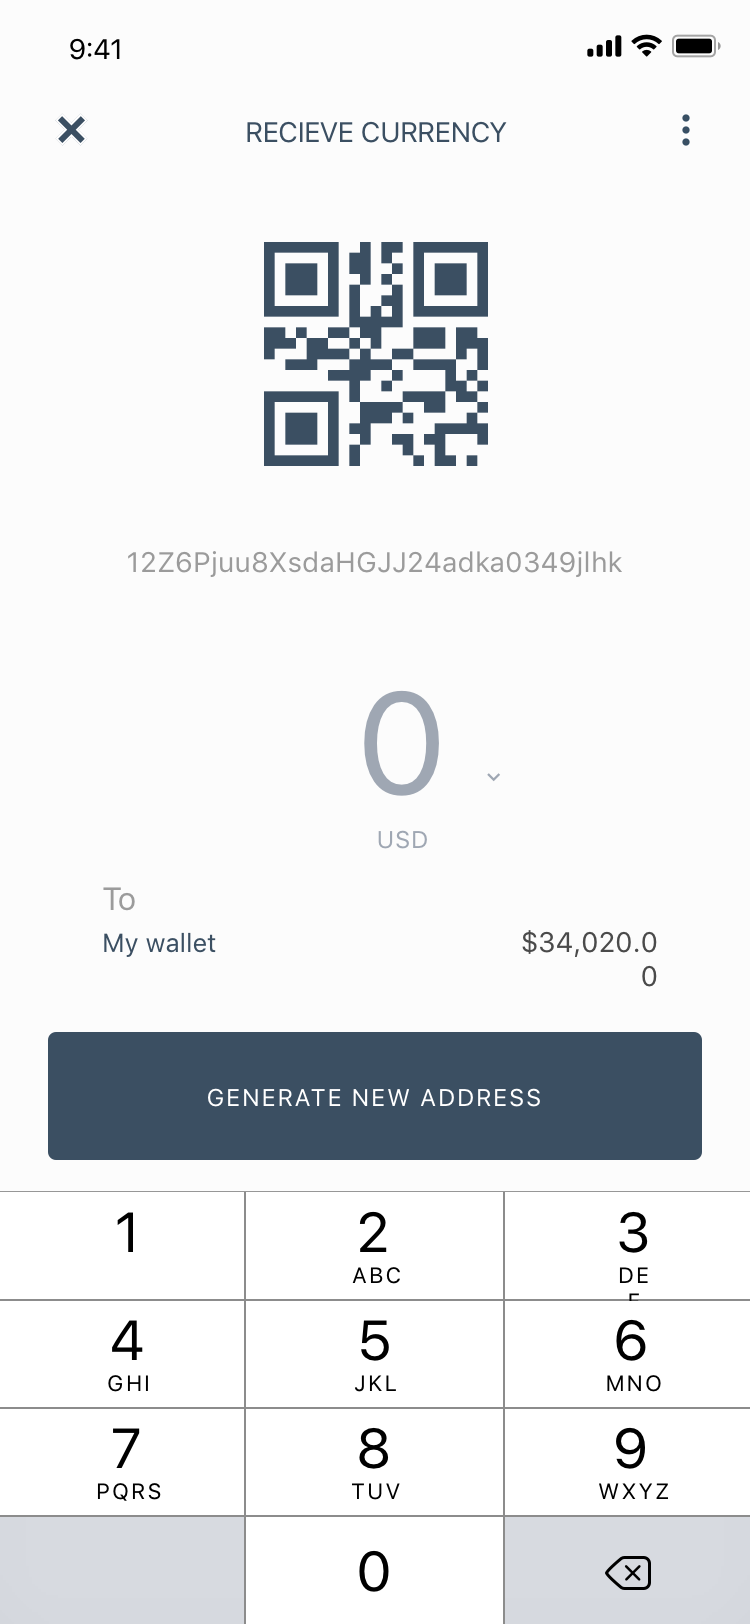 9:41
RECIEVE CURRENCY
12Z6Pjuu8XsdaHGJJ24adka0349jlhk
0
USD
To
My wallet $34,020.0
0
GENERATE NEW ADDRESS
1 2 3
ABC DE
F
4 5 6
GHI JKL MNO
7 8 9
PQRS TUV WXYZ
0